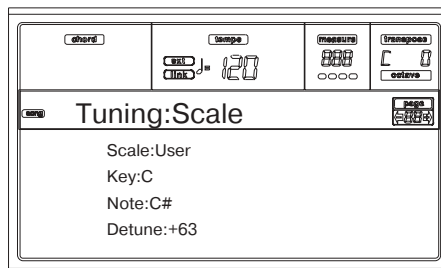 chord
tempo
measure
transpose
ext
link
120
888
C 0
octave
song
Tuning:Scale
page
Scale:User
Key:C
Note:C#
Detune:+63